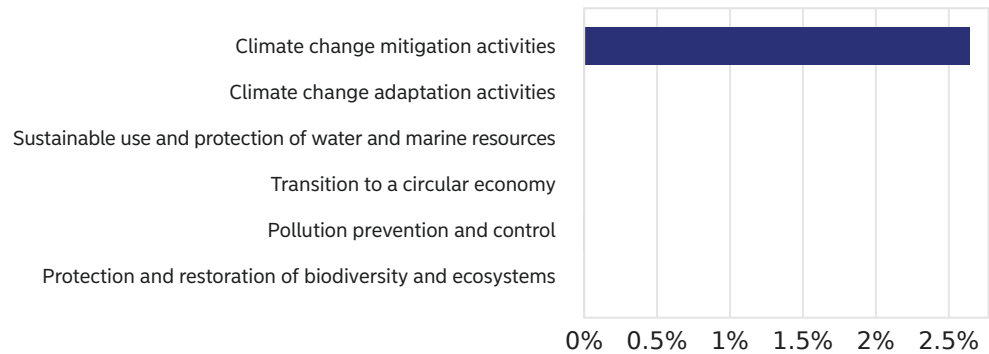 Climate change mitigation activities
Climate change adaptation activities
Sustainable use and protection of water and marine resources
Transition to a circular economy
Pollution prevention and control
Protection and restoration of biodiversity and ecosystems
0% 0.5% 1% 1.5% 2% 2.5%